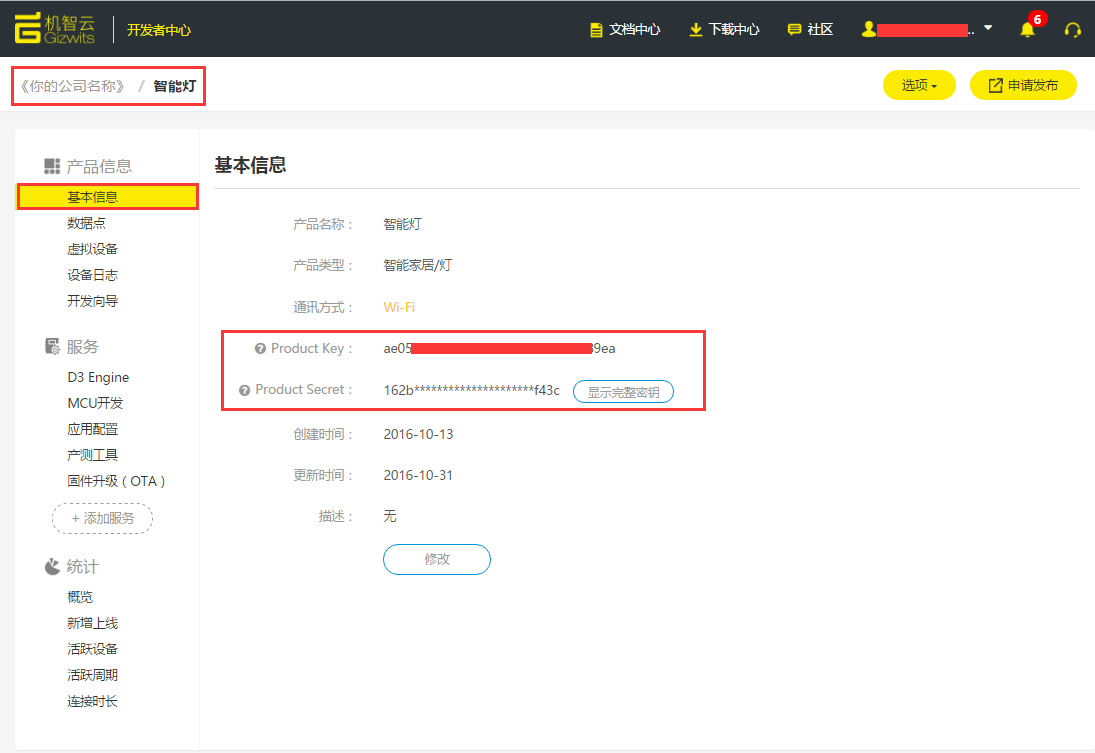 机智云
Gizwits
开发者中心
文档中心
下载中心
社区
..
6
《你的公司名称》 / 智能灯
选项
申请发布
产品信息
基本信息
数据点
虚拟设备
设备日志
开发向导
服务
D3 Engine
MCU开发
应用配置
产测工具
固件升级（OTA）
+ 添加服务
统计
概览
新增上线
活跃设备
活跃周期
连接时长
基本信息
产品名称： 智能灯
产品类型： 智能家居/灯
通讯方式： Wi-Fi
Product Key： ae05 39ea
Product Secret： 162b*********************f43c 显示完整密钥
创建时间： 2016-10-13
更新时间： 2016-10-31
描述： 无
修改